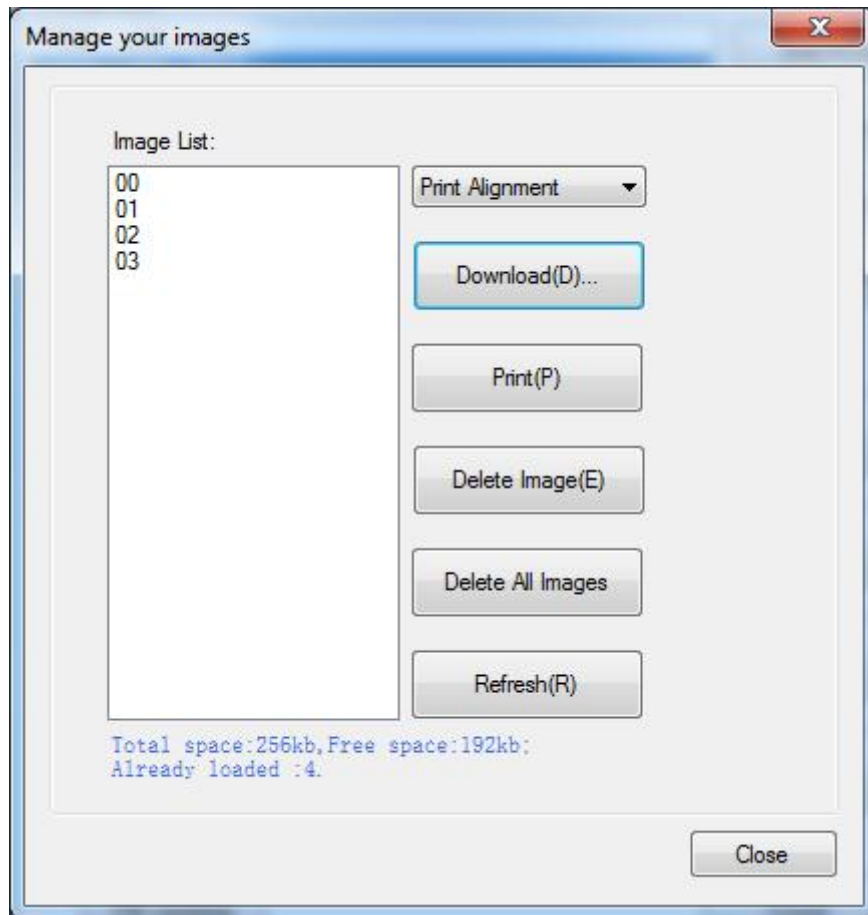 Manage your images
Image List:
00
01
02
03
Print Alignment
Download(D)...
Print(P)
Delete Image(E)
Delete All Images
Refresh(R)
Total space:256kb,Free space:192kb;
Already loaded :4.
Close